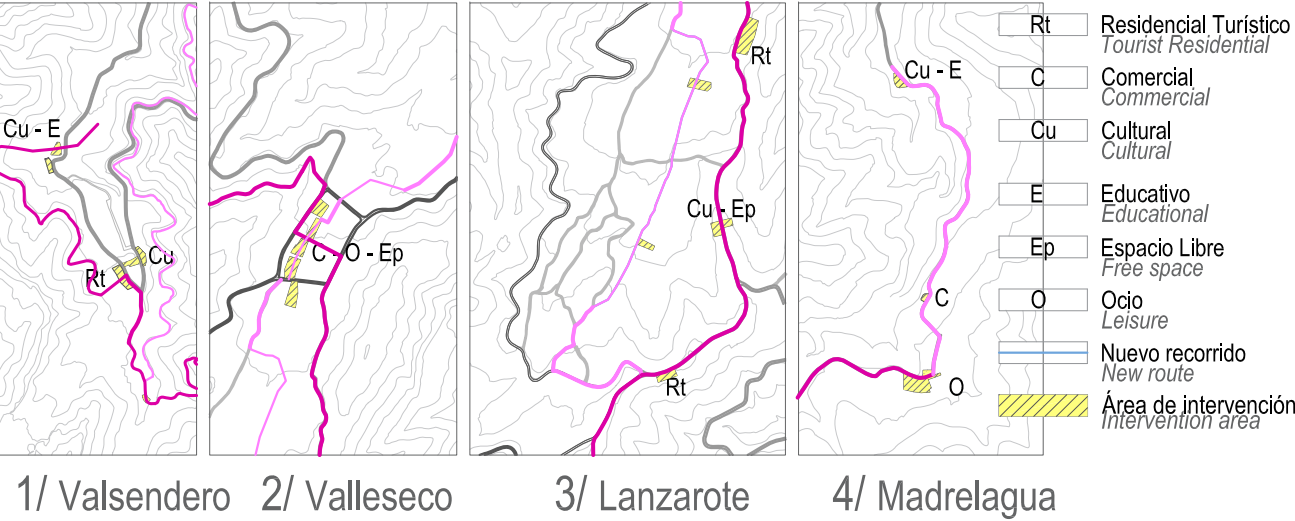 Cu - E
Cu
Rt
C - O - Ep
Rt
Cu - Ep
Rt
Cu - E
C
O
Rt Residencial Turístico
Tourist Residential
C Comercial
Commercial
Cu Cultural
Cultural
E Educativo
Educational
Ep Espacio Libre
Free space
O Ocio
Leisure
Nuevo recorrido
New route
Área de intervención
Intervention area
1/ Valsendero 2/ Valleseco 3/ Lanzarote 4/ Madrelagua